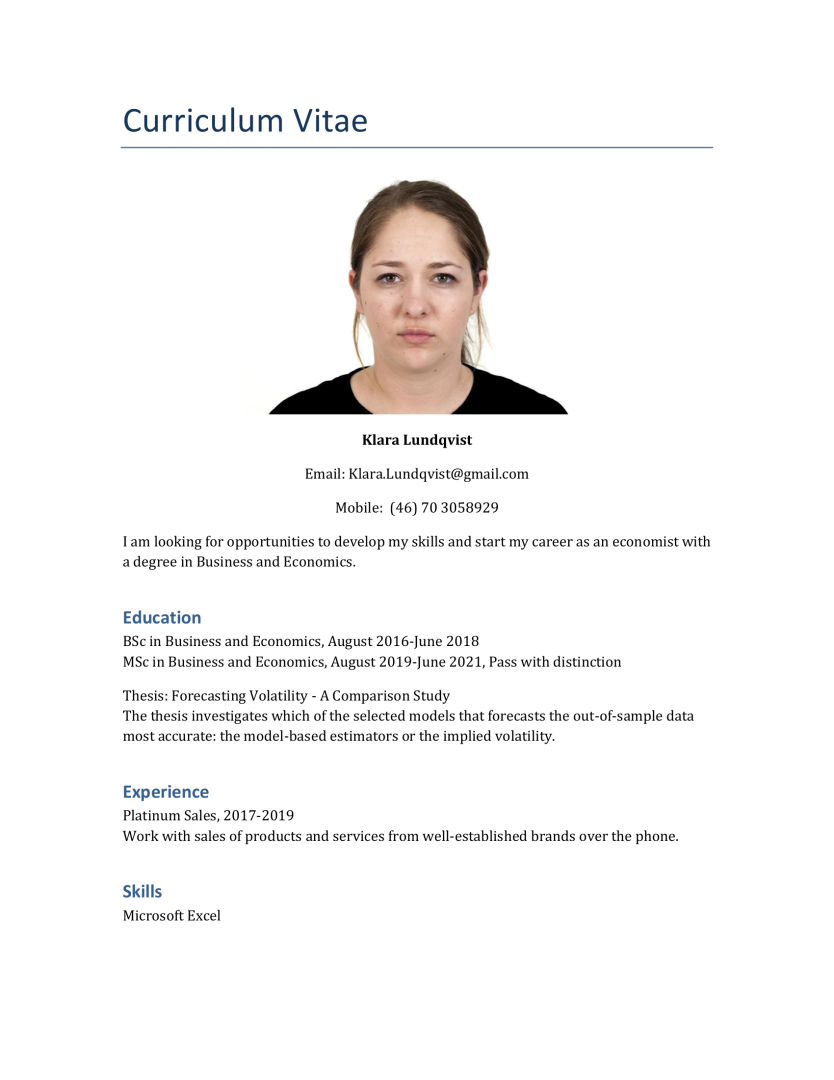 Curriculum Vitae
Klara Lundqvist
Email: Klara.Lundqvist@gmail.com
Mobile:  (46) 70 3058929
I am looking for opportunities to develop my skills and start my career as an economist with
a degree in Business and Economics.
Education
BSc in Business and Economics, August 2016-June 2018
MSc in Business and Economics, August 2019-June 2021, Pass with distinction
Thesis: Forecasting Volatility - A Comparison Study
The thesis investigates which of the selected models that forecasts the out-of-sample data
most accurate: the model-based estimators or the implied volatility.
Experience
Platinum Sales, 2017-2019
Work with sales of products and services from well-established brands over the phone.
Skills
Microsoft Excel